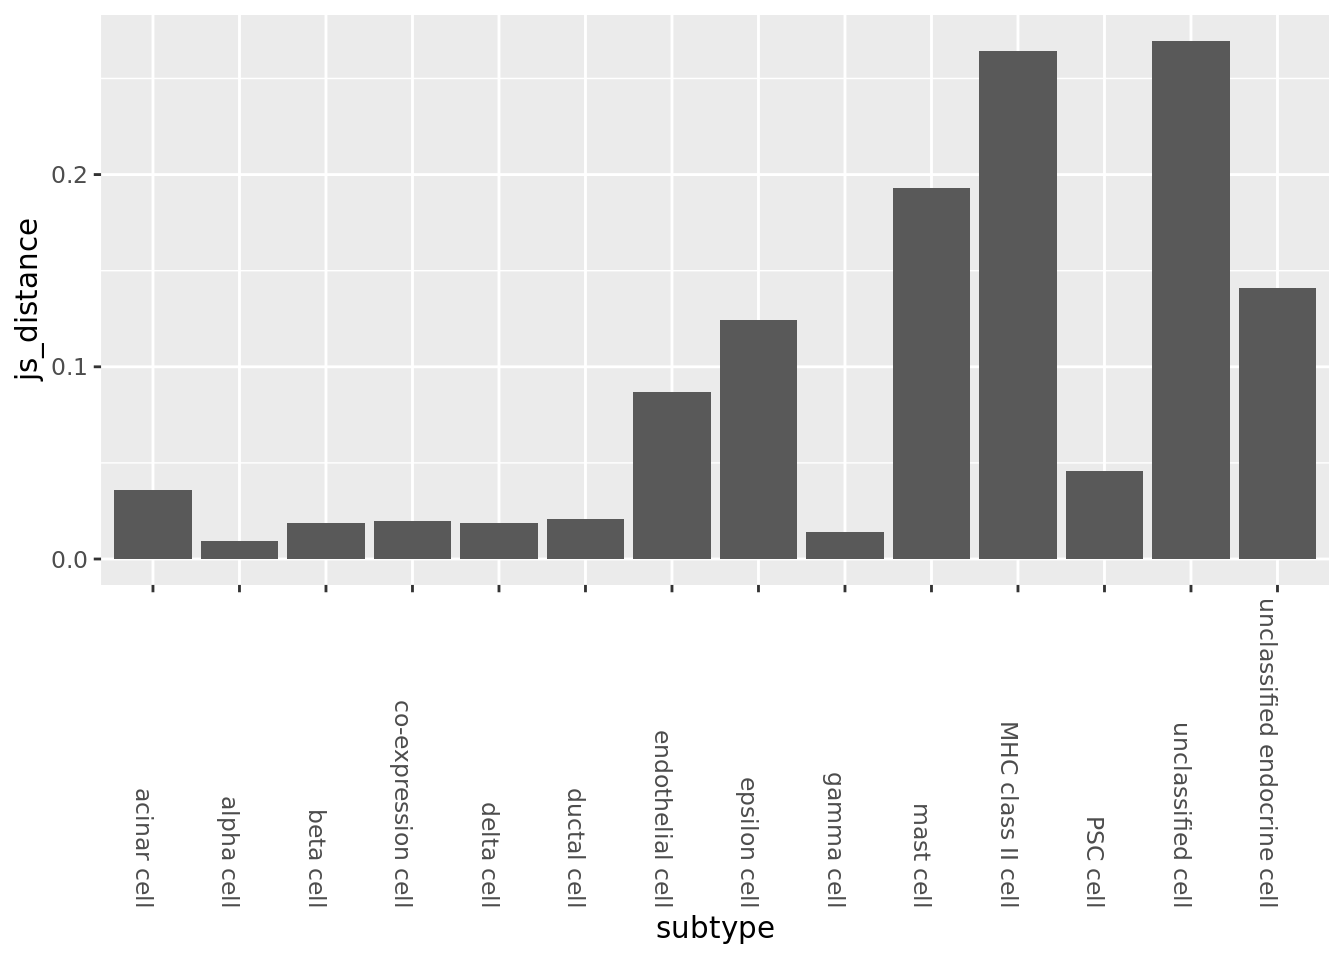 js_distance
0.2
0.1
0.0
acinar cell
alpha cell
beta cell
co-expression cell
delta cell
ductal cell
endothelial cell
epsilon cell
gamma cell
mast cell
MHC class II cell
PSC cell
unclassified cell
unclassified endocrine cell
subtype